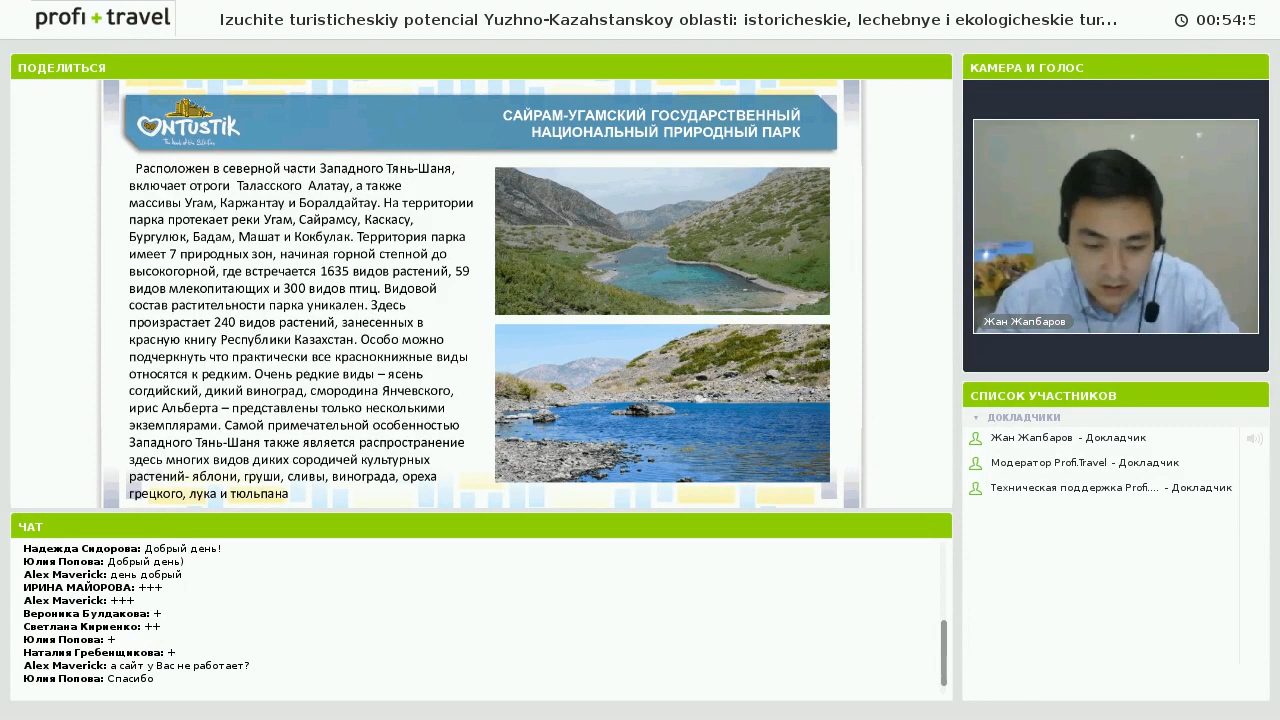 profi + travel
Izuchite turisticheskiy potencial Yuzhno-Kazahstanskoy oblasti: istoricheskie, lechebnye i ekologicheskie tur...
00:54:5
ПОДЕЛИТЬСЯ
ONTUSTIK
САЙРАМ-УГАМСКИЙ ГОСУДАРСТВЕННЫЙ
НАЦИОНАЛЬНЫЙ ПРИРОДНЫЙ ПАРК
Расположен в северной части Западного Тянь-Шаня,
включает отроги Таласского Алатау, а также
массивы Угам, Каржантау и Боралдайтау. На территории
парка протекает реки Угам, Сайрамсу, Каскасу,
Бургулюк, Бадам, Машат и Кокбулак. Территория парка
имеет 7 природных зон, начиная горной степной до
высокогорной, где встречается 1635 видов растений, 59
видов млекопитающих и 300 видов птиц. Видовой
состав растительности парка уникален. Здесь
произрастает 240 видов растений, занесенных в
красную книгу Республики Казахстан. Особо можно
подчеркнуть что практически все краснокнижные виды
относятся к редким. Очень редкие виды – ясень
согдийский, дикий виноград, смородина Янчевского,
ирис Альберта – представлены только несколькими
экземплярами. Самой примечательной особенностью
Западного Тянь-Шаня также является распространение
здесь многих видов диких сородичей культурных
растений- яблони, груши, сливы, винограда, ореха
грецкого, лука и тюльпана
КАМЕРА И ГОЛОС
Жан Жапбаров
СПИСОК УЧАСТНИКОВ
ДОКЛАДЧИКИ
Жан Жапбаров - Докладчик
Модератор Profi.Travel - Докладчик
Техническая поддержка Profi.... - Докладчик
ЧАТ
Надежда Сидорова: Добрый день!
Юлия Попова: Добрый день)
Alex Maverick: день добрый
ИРИНА МАЙОРОВА: +++
Alex Maverick: +++
Вероника Булдакова: +
Светлана Кириенко: ++
Юлия Попова: +
Наталия Гребенщикова: +
Alex Maverick: а сайт у Вас не работает?
Юлия Попова: Спасибо